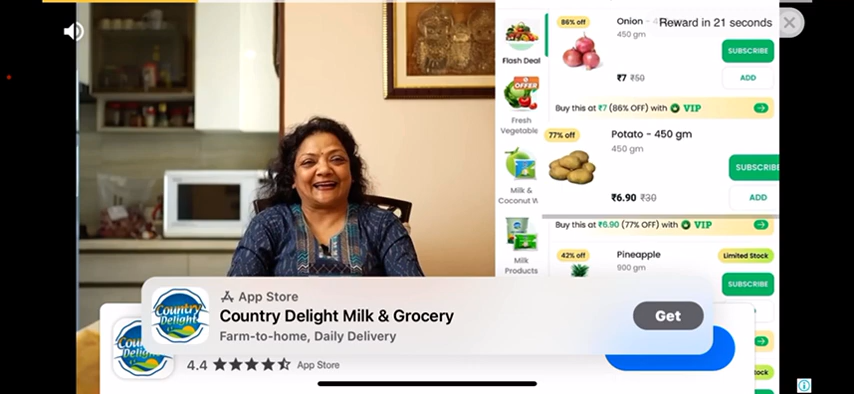 86% off
Onion
Reward in 21 seconds
450 gm
SUBSCRIBE
₹7 ₹50
ADD
Buy this at ₹7 (86% OFF) with VIP
Flash Deal
OFFER
Fresh
Vegetable
77% off
Potato - 450 gm
450 gm
SUBSCRIBE
₹6.90 ₹30
ADD
Buy this at ₹6.90 (77% OFF) with VIP
Milk &
Coconut W
42% off
Pineapple
Limited Stock
900 gm
SUBSCRIBE
Milk
Products
App Store
Country Delight
Country Delight Milk & Grocery
Farm-to-home, Daily Delivery
Get
4.4
App Store